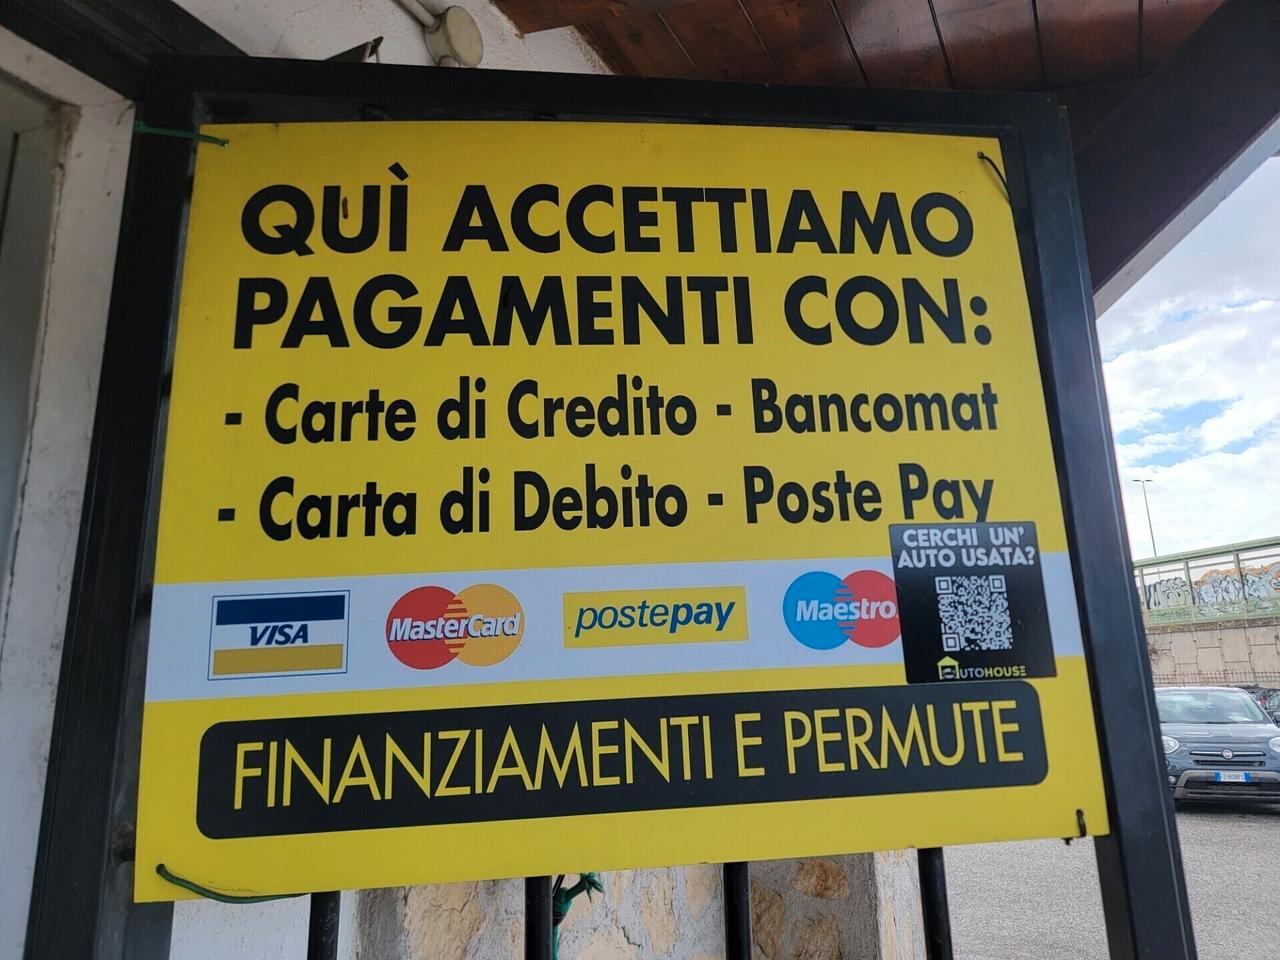 QUÌ ACCETTIAMO
PAGAMENTI CON:
- Carte di Credito - Bancomat
- Carta di Debito - Poste Pay
CERCHI UN'
AUTO USATA?
VISA
MasterCard
postepay
Maestro
AUTOHOUSE
FINANZIAMENTI E PERMUTE